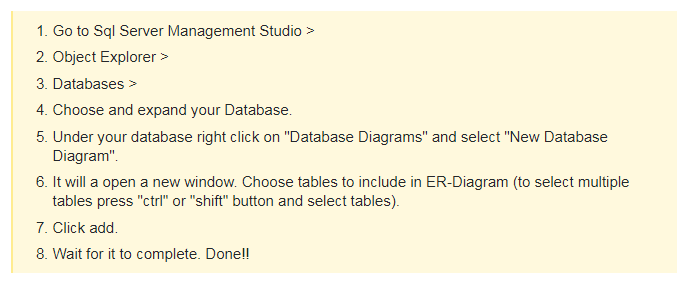 1. Go to Sql Server Management Studio >
2. Object Explorer >
3. Databases >
4. Choose and expand your Database.
5. Under your database right click on "Database Diagrams" and select "New Database
Diagram".
6. It will a open a new window. Choose tables to include in ER-Diagram (to select multiple
tables press "ctrl" or "shift" button and select tables).
7. Click add.
8. Wait for it to complete. Done!!